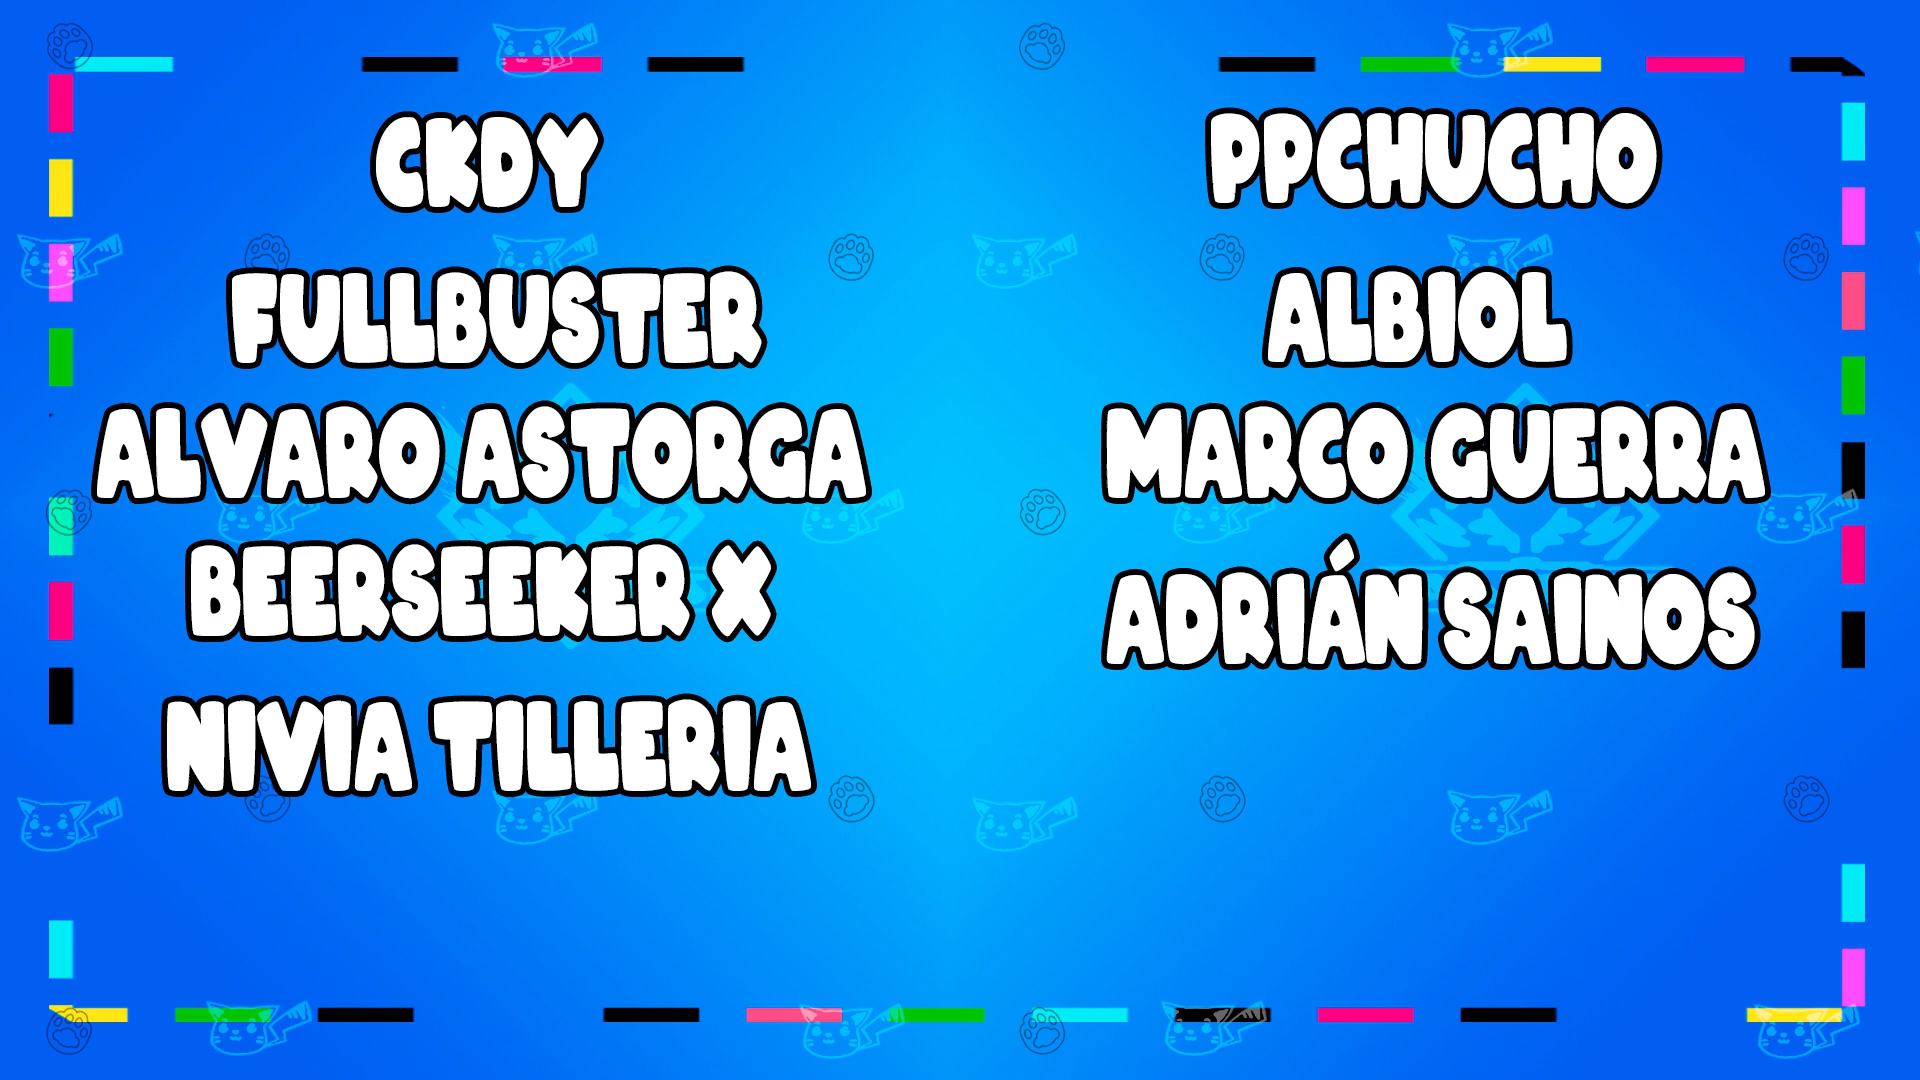 CKDY
FULLBUSTER
ALVARO ASTORGA
BEERSEEKER X
NIVIA TILLERIA
PPCHUCHO
ALBIOL
MARCO GUERRA
ADRIÁN SAINOS